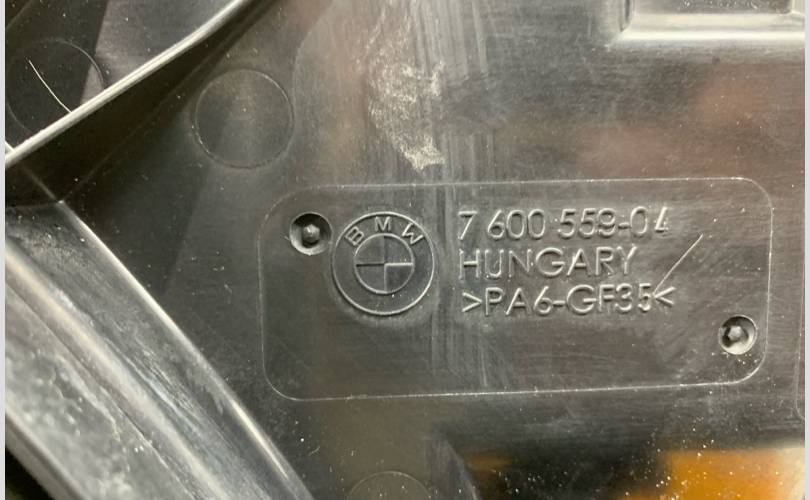 BMW
7 600 559-04
HUNGARY
>PA6-GF35<